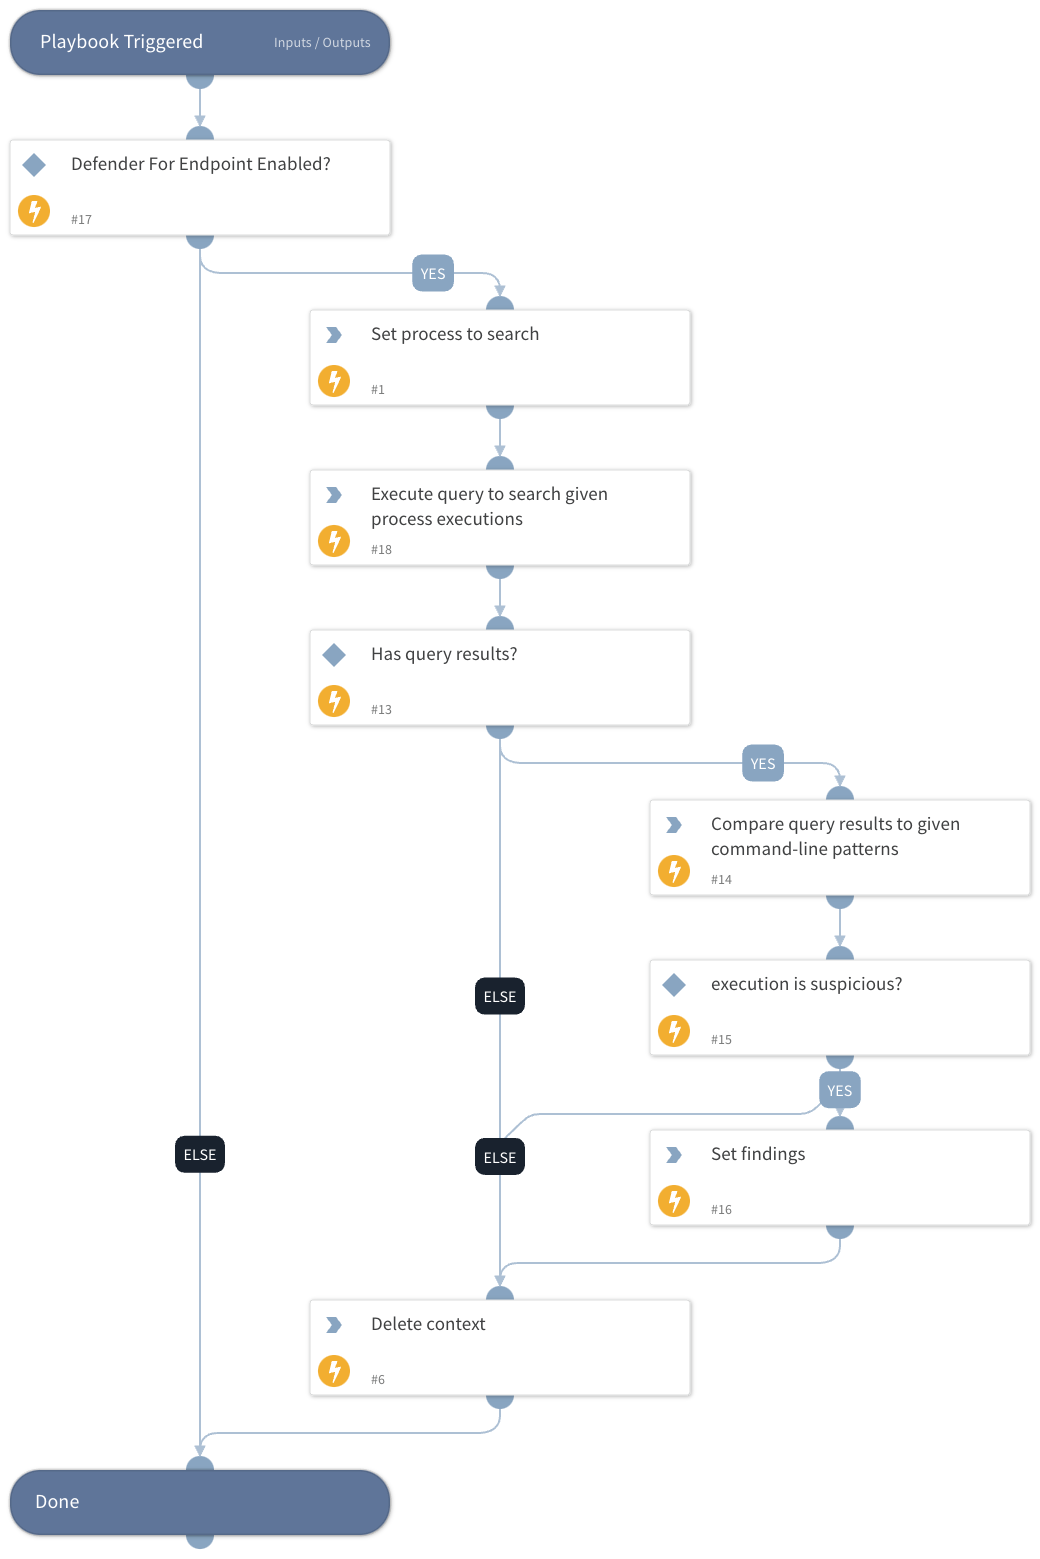 Playbook Triggered
Inputs / Outputs
Defender For Endpoint Enabled?
#17
YES
Set process to search
#1
Execute query to search given
process executions
#18
Has query results?
#13
YES
Compare query results to given
command-line patterns
#14
execution is suspicious?
#15
ELSE
YES
ELSE
ELSE
Set findings
#16
Delete context
#6
Done